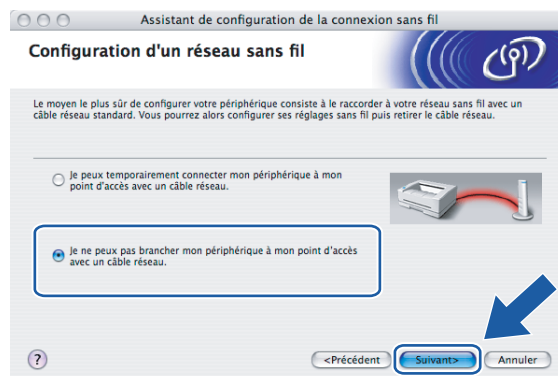 Assistant de configuration de la connexion sans fil
Configuration d'un réseau sans fil
Le moyen le plus sûr de configurer votre périphérique consiste à le raccorder à votre réseau sans fil avec un
câble réseau standard. Vous pourrez alors configurer ses réglages sans fil puis retirer le câble réseau.
Je peux temporairement connecter mon périphérique à mon
point d'accès avec un câble réseau.
Je ne peux pas brancher mon périphérique à mon point d'accès
avec un câble réseau.
?
<Précédent
Suivant>
Annuler